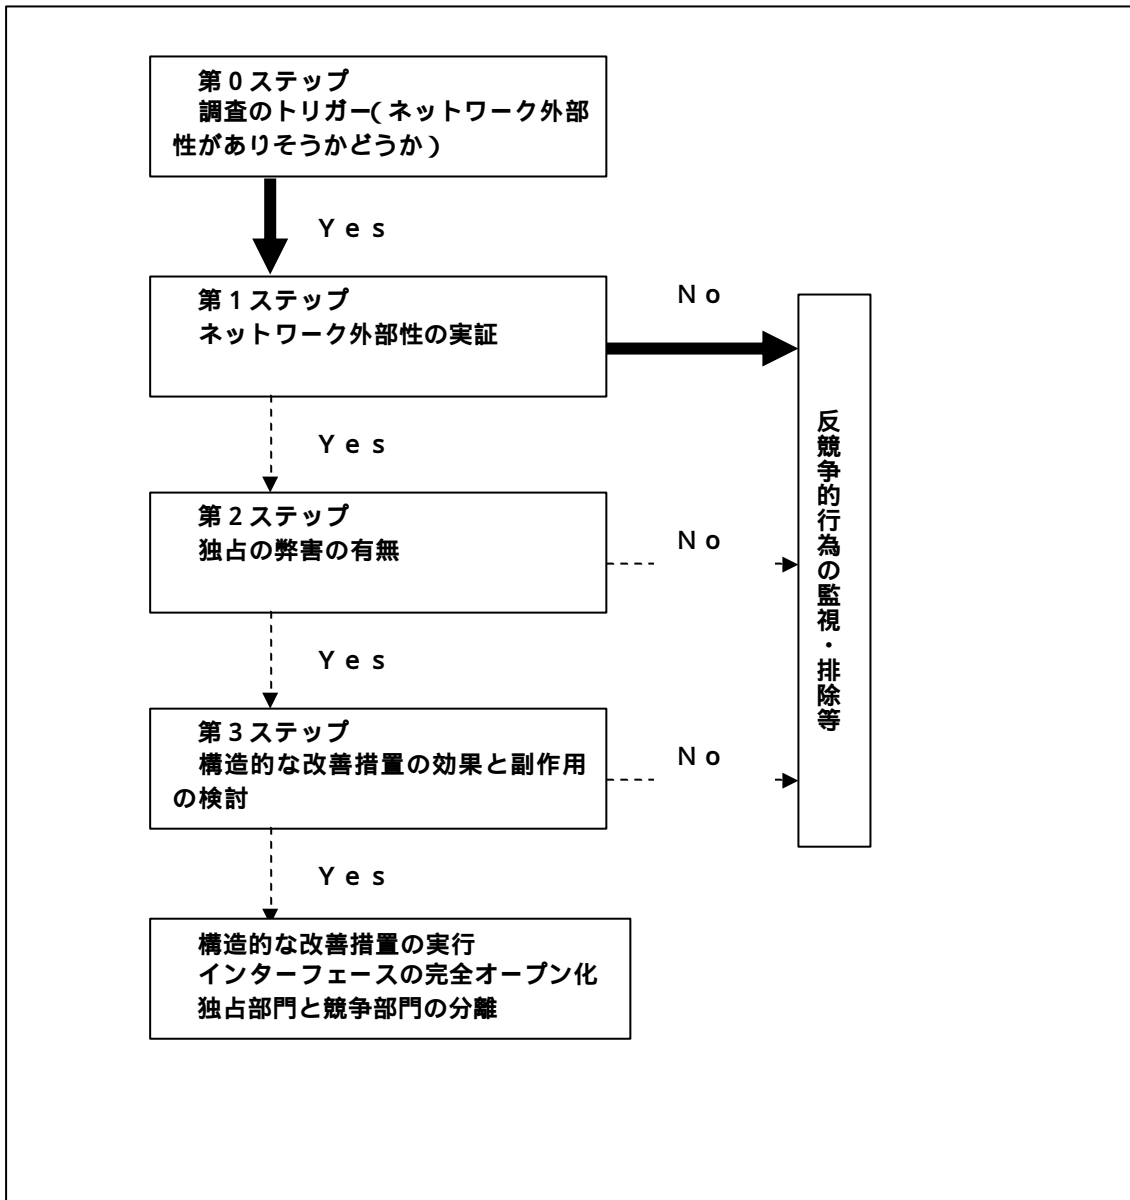 第0ステップ
調査のトリガー(ネットワーク外部
性がありそうかどうか)
Yes
第1ステップ
ネットワーク外部性の実証
No
Yes
第2ステップ
独占の弊害の有無
No
Yes
第3ステップ
構造的な改善措置の効果と副作用
の検討
No
Yes
構造的な改善措置の実行
インターフェースの完全オープン化
独占部門と競争部門の分離
反競争的行為の監視・排除等